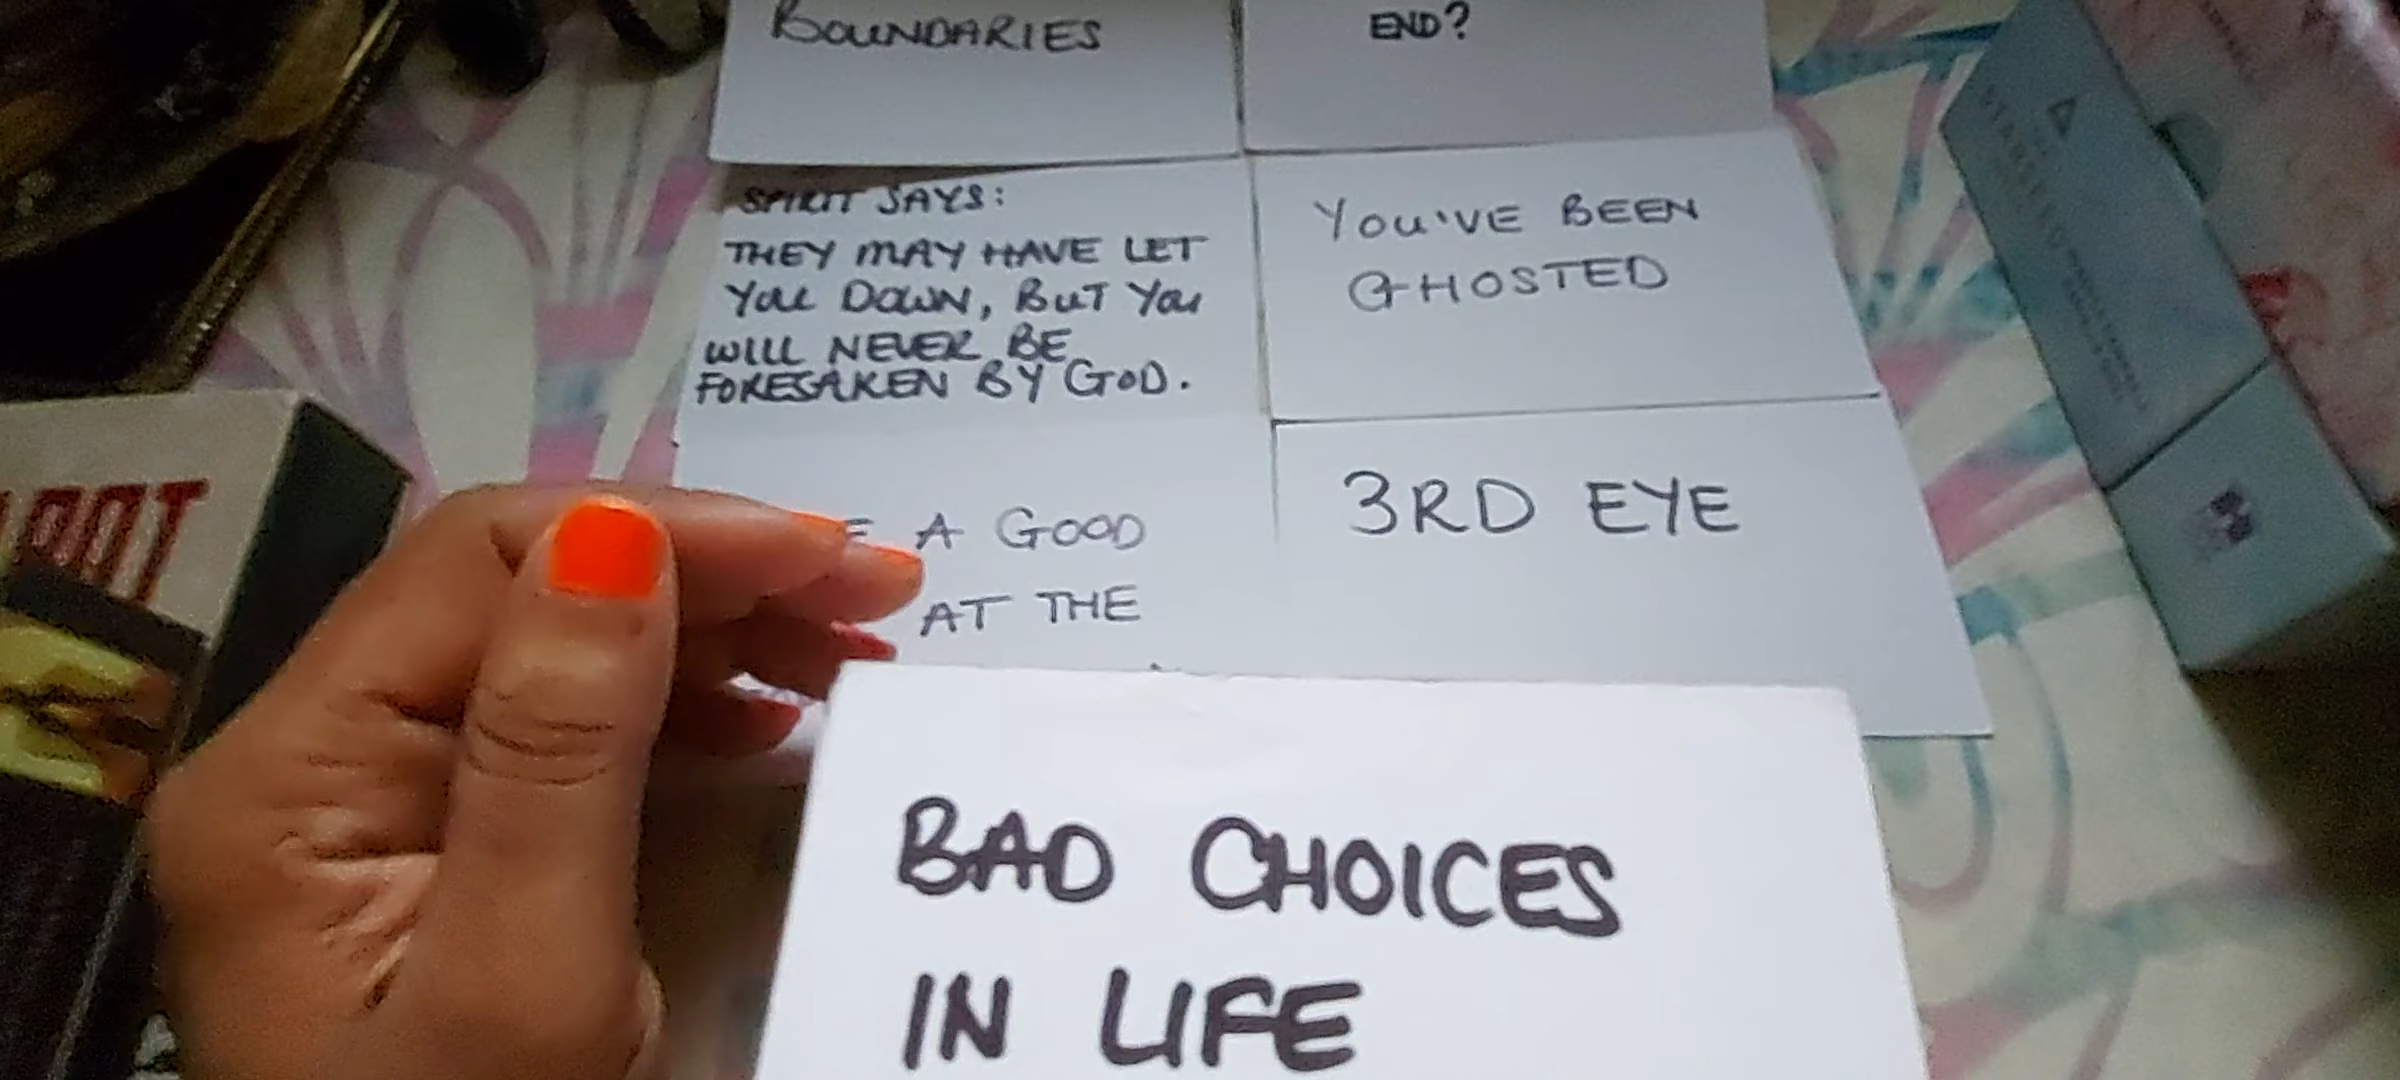 BOUNDARIES
END?
SPIRIT SAYS:
THEY MAY HAVE LET
YOU DOWN, BUT YOU
WILL NEVER BE
FORESAKEN BY GOD.
YOU'VE BEEN
GHOSTED
A GOOD
AT THE
3RD EYE
BAD CHOICES
IN LIFE